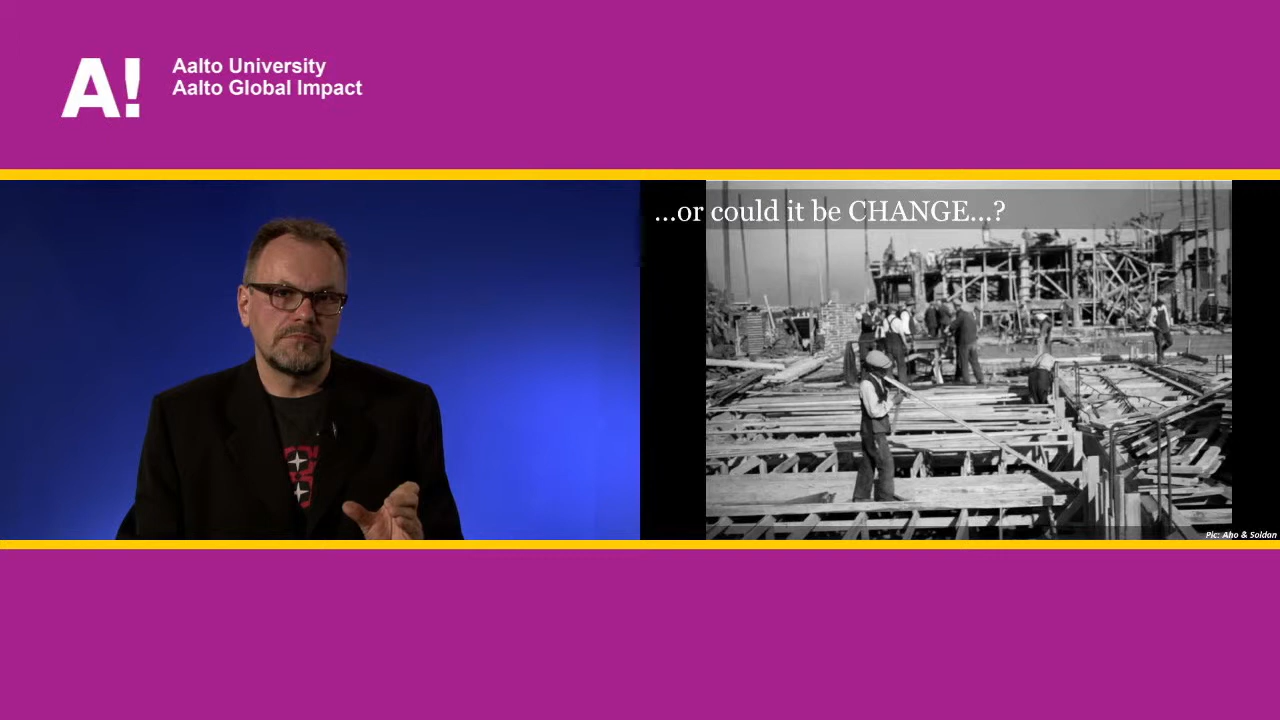 A!
Aalto University
Aalto Global Impact
...or could it be CHANGE...?
Pic: Aho & Soldan